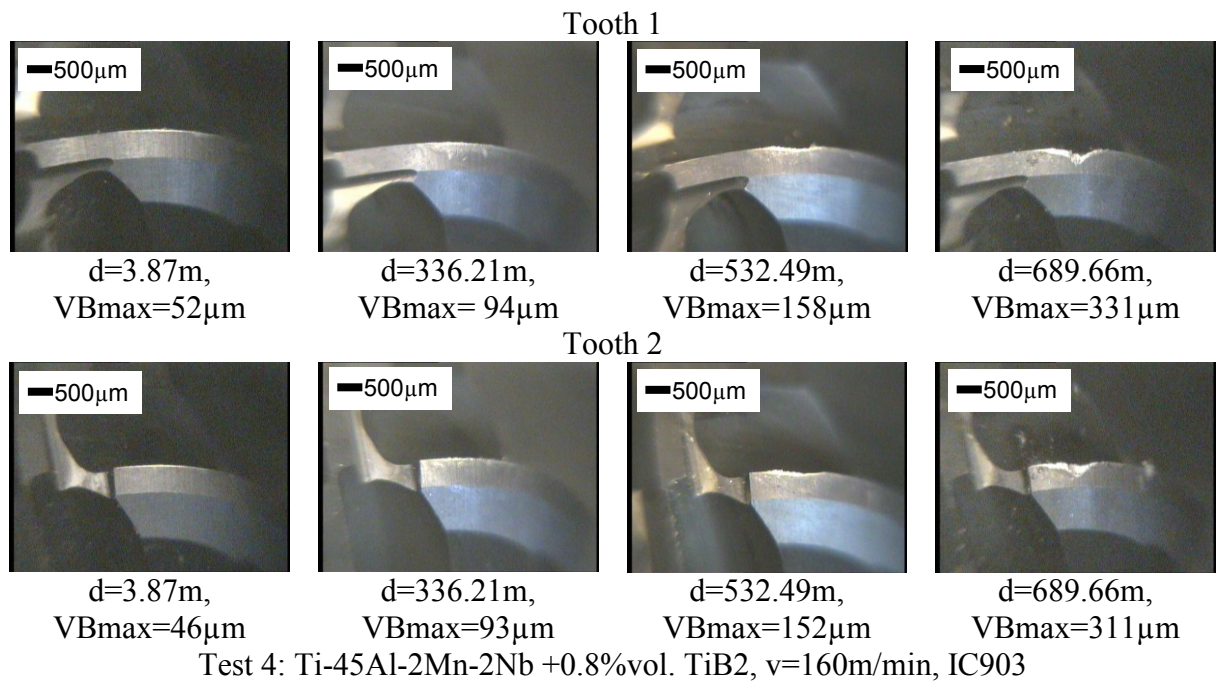 Tooth 1
500μm 500μm 500μm 500μm
d=3.87m, d=336.21m, d=532.49m, d=689.66m,
VBmax=52µm VBmax= 94µm VBmax=158µm VBmax=331µm
Tooth 2
500μm 500μm 500μm 500μm
d=3.87m, d=336.21m, d=532.49m, d=689.66m,
VBmax=46µm VBmax=93µm VBmax=152µm VBmax=311µm
Test 4: Ti-45Al-2Mn-2Nb +0.8%vol. TiB2, v=160m/min, IC903